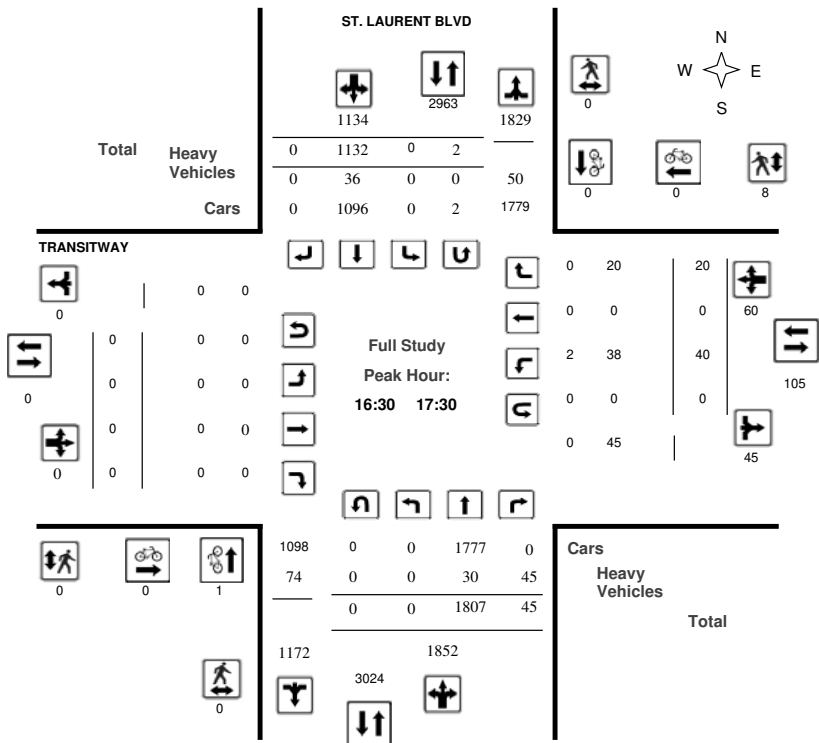 ST. LAURENT BLVD
N
W E
S
2963
0
1134 1829
Total Heavy Vehicles
0 1132 0 2
0 36 0 0 50
Cars 0 1096 0 2 1779
0 0 8
TRANSITWAY
0 0
0
0 20 20
0 0 0
60
2 38 40
105
0 0 0
0 45
45
0 0 0
0 0 0
0
0 0 0
0
0 0 0
Full Study
Peak Hour:
16:30 17:30
1098 0 0 1777 0 Cars
74 0 0 30 45 Heavy
Vehicles
0 0 1807 45
Total
0 0 1
1172 1852
3024
0